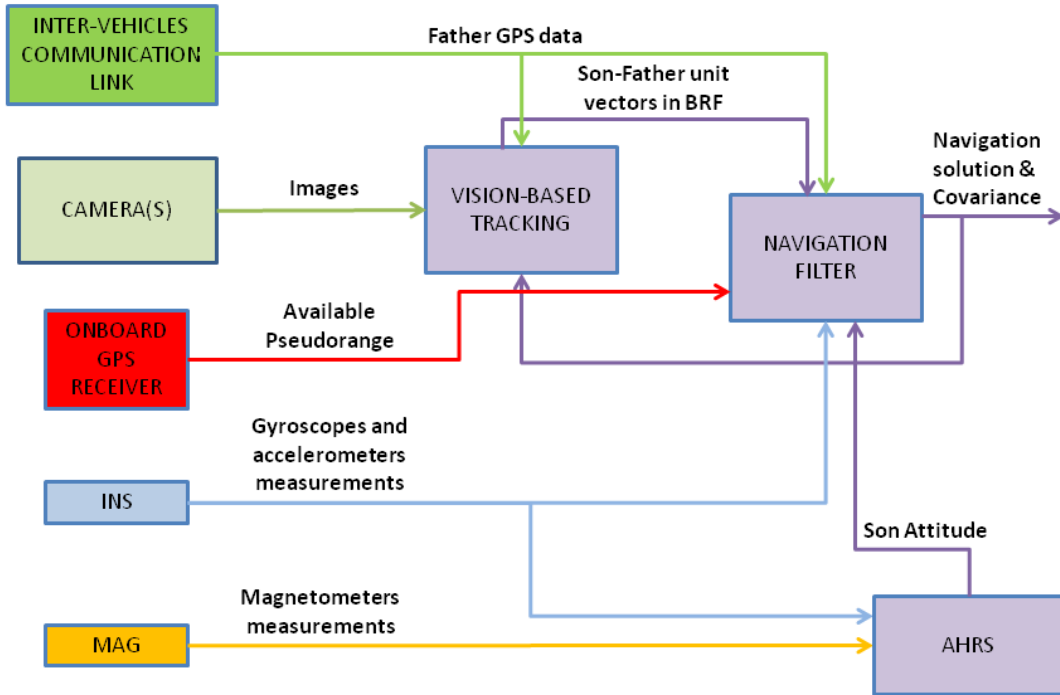 INTER-VEHICLES
COMMUNICATION
LINK
Father GPS data
Son-Father unit
vectors in BRF
CAMERA(S)
Images
VISION-BASED
TRACKING
NAVIGATION
FILTER
Navigation
solution &
Covariance
ONBOARD
GPS
RECEIVER
Available
Pseudorange
INS
Gyroscopes and
accelerometers
measurements
Son Attitude
MAG
Magnetometers
measurements
AHRS